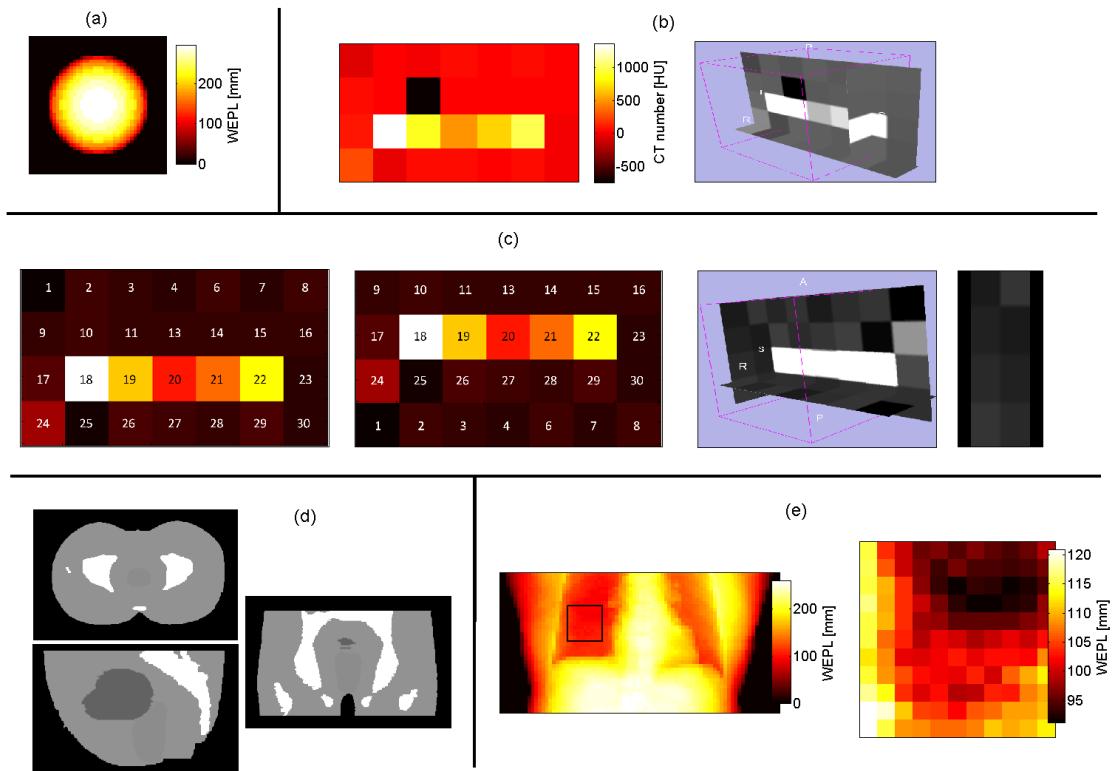 (a)
200
100
0
WEPL [mm]
(b)
1000
500
0
-500
CT number [HU]
R
(c)
1 2 3 4 6 7 8
9 10 11 13 14 15 16
17 18 19 20 21 22 23
24 25 26 27 28 29 30
9 10 11 13 14 15 16
17 18 19 20 21 22 23
24 25 26 27 28 29 30
1 2 3 4 6 7 8
A
S
R
P
(d)
(e)
200
100
0
WEPL [mm]
120
115
110
105
100
95
WEPL [mm]